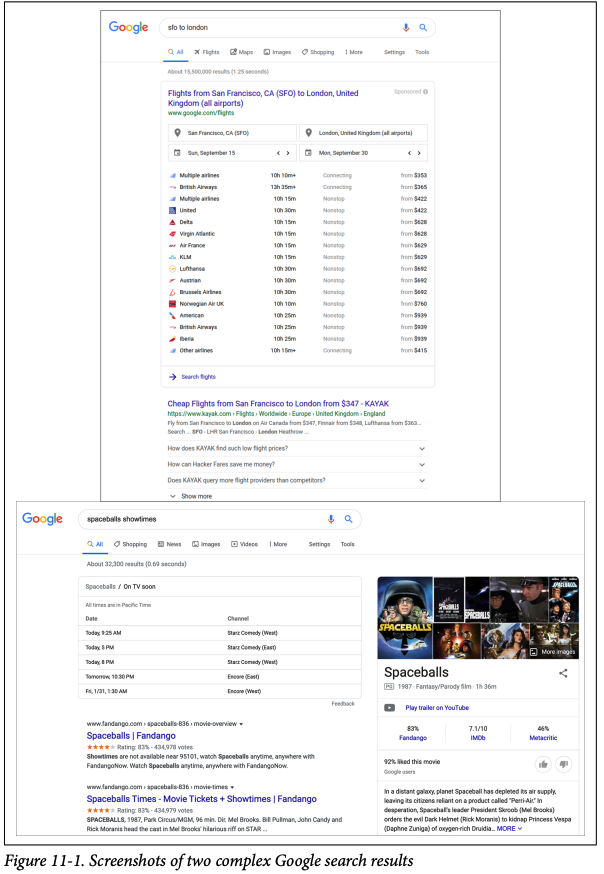 Google
sfo to london
All Flights Maps Images Shopping More Settings Tools
About 15,500,000 results (1.25 seconds)
Flights from San Francisco, CA (SFO) to London, United Sponsored
Kingdom (all airports)
www.google.com/flights
San Francisco, CA (SFO) London, United Kingdom (all airports)
Sun, September 15 < > Mon, September 30 < >
Multiple airlines 10h 10m+ Connecting from $353
British Airways 13h 35m+ Connecting from $365
Multiple airlines 10h 15m Nonstop from $422
United 10h 30m Nonstop from $422
Delta 10h 15m Nonstop from $628
Virgin Atlantic 10h 15m Nonstop from $628
Air France 10h 15m Nonstop from $629
KLM 10h 15m Nonstop from $629
Lufthansa 10h 30m Nonstop from $692
Austrian 10h 30m Nonstop from $692
Brussels Airlines 10h 30m Nonstop from $692
Norwegian Air UK 10h 10m Nonstop from $760
American 10h 25m Nonstop from $939
British Airways 10h 25m Nonstop from $939
Iberia 10h 25m Nonstop from $939
Other airlines 10h 15m+ Connecting from $415
→ Search flights
Cheap Flights from San Francisco to London from $347 - KAYAK
https://www.kayak.com › Flights › Worldwide › Europe › United Kingdom › England
Fly from San Francisco to London on Air Canada from $347, Finnair from $348, Lufthansa from $363...
Search ... SFO - LHR San Francisco - London Heathrow ...
How does KAYAK find such low flight prices?
How can Hacker Fares save me money?
Does KAYAK query more flight providers than competitors?
Show more
Google
spaceballs showtimes
All Shopping News Images Videos More Settings Tools
About 32,300 results (0.69 seconds)
Spaceballs / On TV soon
All times are in Pacific Time
Date Channel
Today, 9:25 AM Starz Comedy (West)
Today, 5 PM Starz Comedy (East)
Today, 8 PM Starz Comedy (West)
Tomorrow, 10:30 PM Encore (East)
Fri, 1/31, 1:30 AM Encore (West)
Feedback
www.fandango.com › spaceballs-836 › movie-overview
Spaceballs | Fandango
Rating: 83% - 434,978 votes
Showtimes are not available near 95101, watch Spaceballs anytime, anywhere with
FandangoNow. Watch Spaceballs anytime, anywhere with FandangoNow.
www.fandango.com › spaceballs-836 › movie-times
Spaceballs Times - Movie Tickets + Showtimes | Fandango
Rating: 83% - 434,979 votes
SPACEBALLS, 1987, Park Circus/MGM, 96 min. Dir. Mel Brooks. Bill Pullman, John Candy and
Rick Moranis head the cast in Mel Brooks' hilarious riff on STAR ...
SPACEBALLS
SPACEBALLS
SPACEBALLS
SPACEBALLS
More images
Spaceballs
PG 1987 · Fantasy/Parody film · 1h 36m
Play trailer on YouTube
83% 7.1/10 46%
Fandango IMDb Metacritic
92% liked this movie
Google users
In a distant galaxy, planet Spaceball has depleted its air supply,
leaving its citizens reliant on a product called "Perri-Air." In
desperation, Spaceball's leader President Skroob (Mel Brooks)
orders the evil Dark Helmet (Rick Moranis) to kidnap Princess Vespa
(Daphne Zuniga) of oxygen-rich Druidia... MORE
Figure 11-1. Screenshots of two complex Google search results